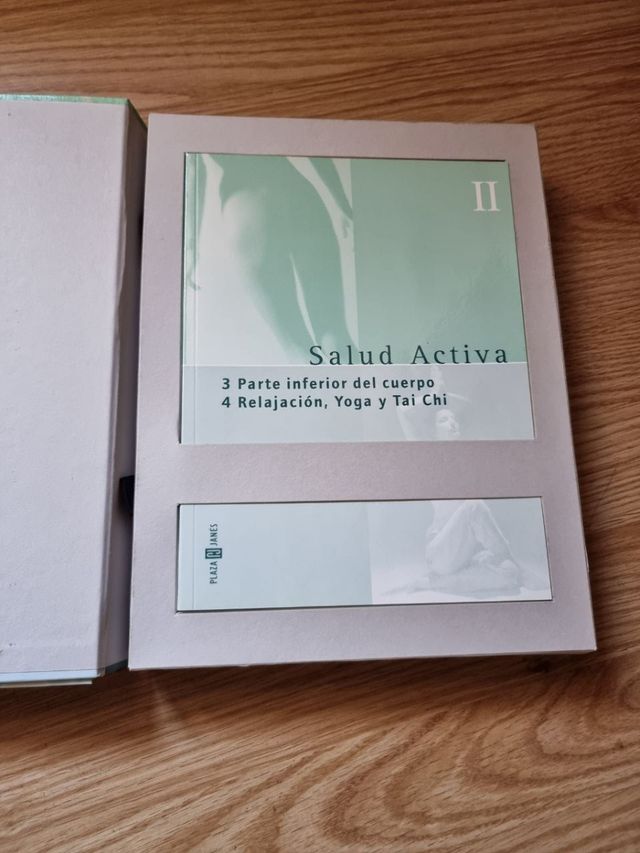 II
Salud Activa
3 Parte inferior del cuerpo
4 Relajación, Yoga y Tai Chi
PLAZA JANES